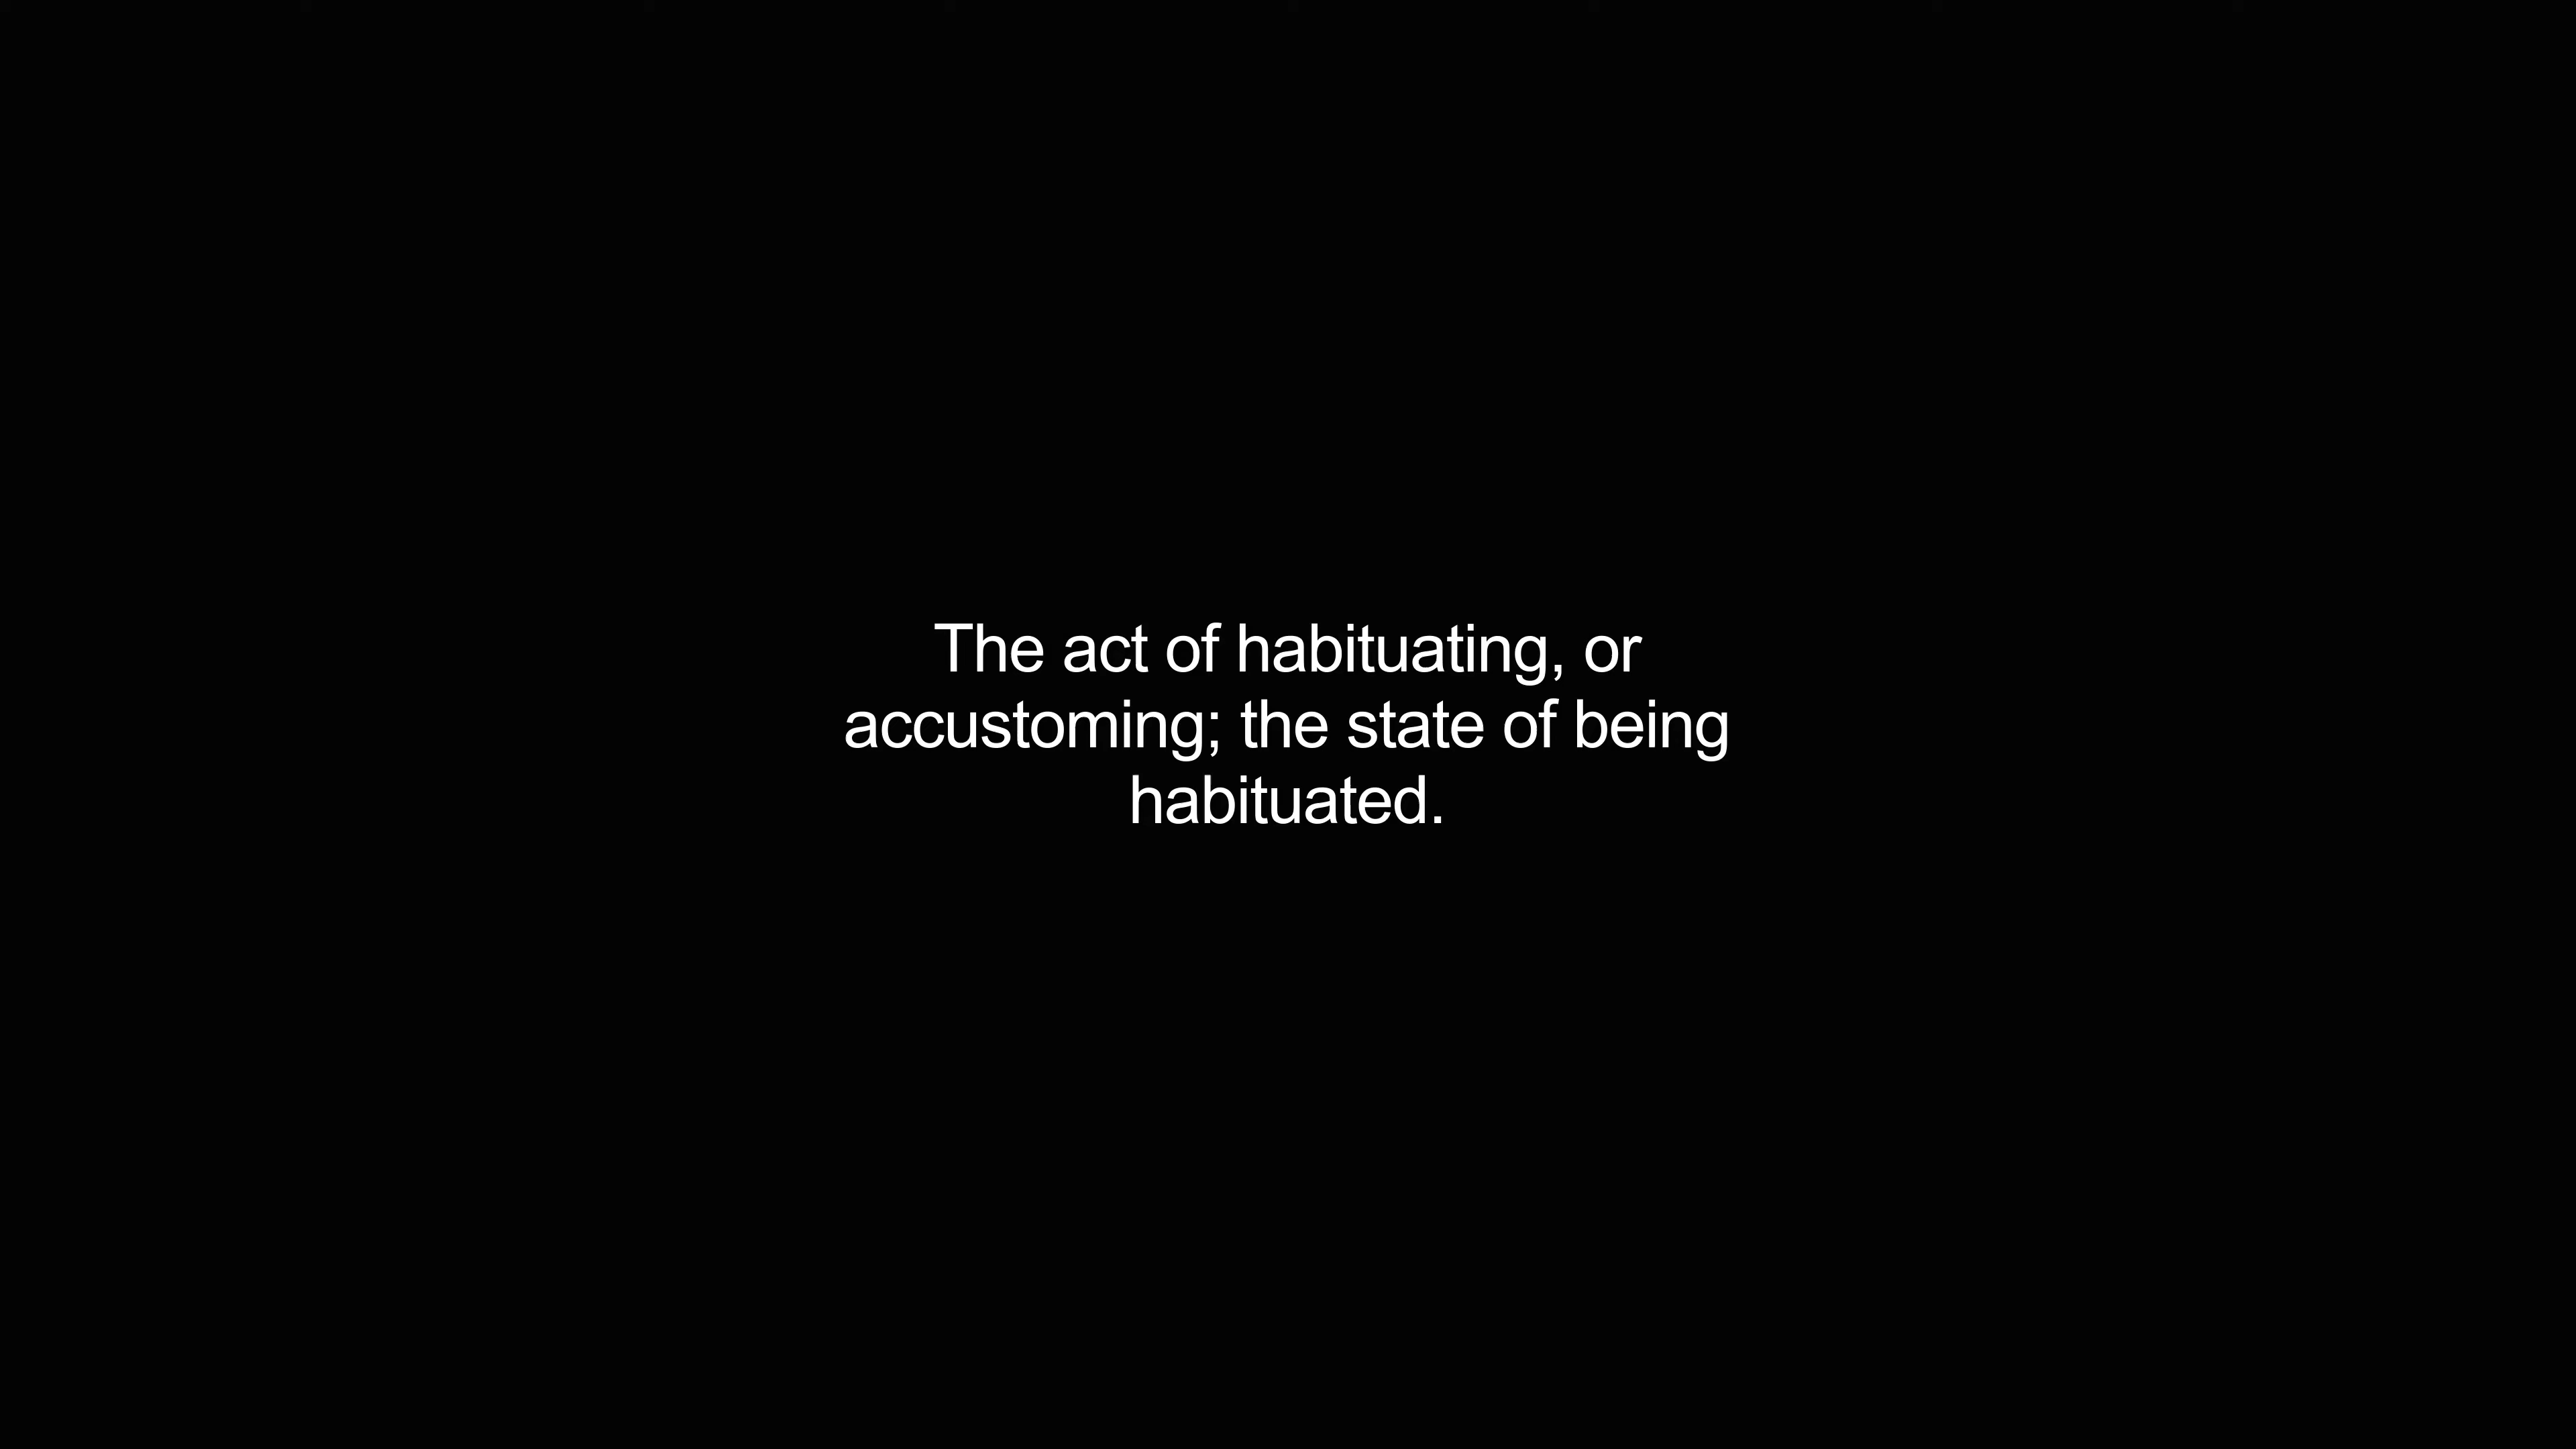 The act of habituating, or
accustoming; the state of being
habituated.